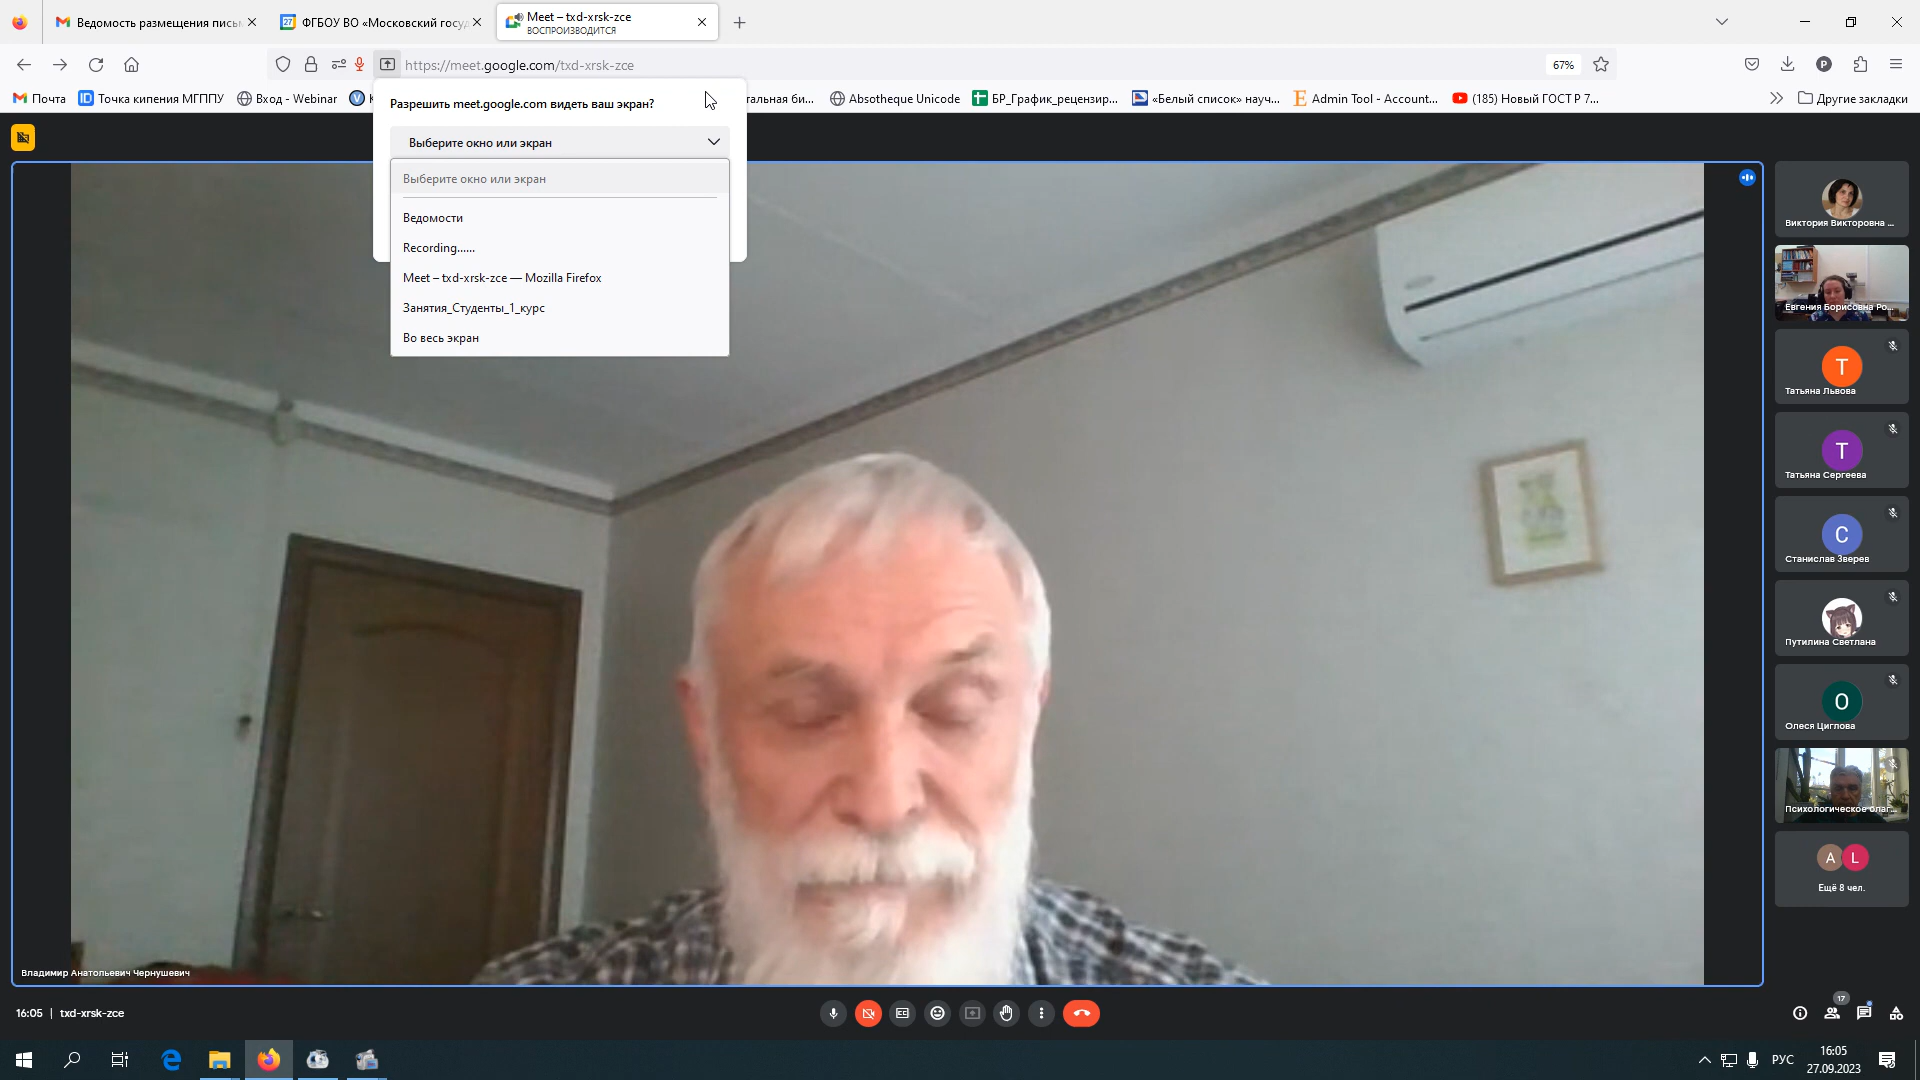 Ведомость размещения пись
ФГБОУ ВО «Московский госуд
Meet – txd-xrsk-zce
ВОСПРОИЗВОДИТСЯ
https://meet.google.com/txd-xrsk-zce
67%
Почта
Точка кипения МГППУ
Вход - Webinar
тальная би...
Absotheque Unicode
БР_График_рецензир...
«Белый список» науч...
Admin Tool - Account...
(185) Новый ГОСТ Р 7...
Другие закладки
Разрешить meet.google.com видеть ваш экран?
Выберите окно или экран
Выберите окно или экран
Ведомости
Recording......
Meet – txd-xrsk-zce — Mozilla Firefox
Занятия_Студенты_1_курс
Во весь экран
Виктория Викторовна ...
Евгения Борисовна Ро...
Т
Татьяна Львова
Т
Татьяна Сергеева
С
Станислав Зверев
Путилина Светлана
О
Олеся Циглова
Психологическое благ...
A L
Ещё 8 чел.
Владимир Анатольевич Чернушевич
16:05 | txd-xrsk-zce
17
РУС
16:05
27.09.2023